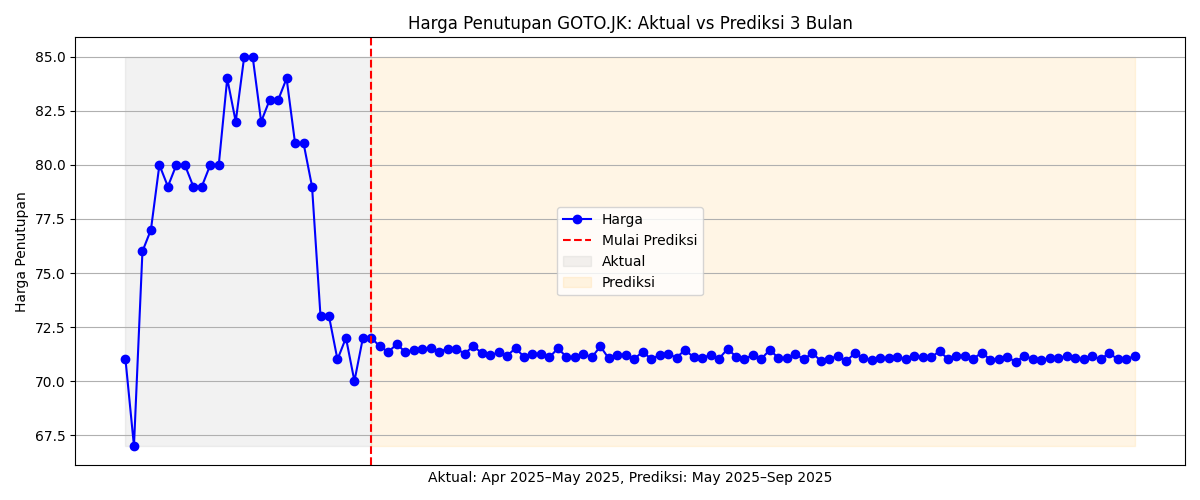 Harga Penutupan GOTO.JK: Aktual vs Prediksi 3 Bulan
Harga Penutupan
85.0
82.5
80.0
77.5
75.0
72.5
70.0
67.5
Harga
Mulai Prediksi
Aktual
Prediksi
Aktual: Apr 2025–May 2025, Prediksi: May 2025–Sep 2025